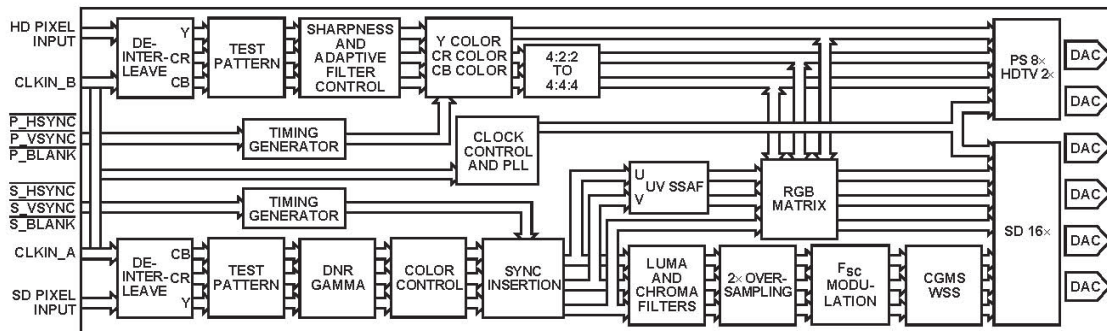 HD PIXEL
INPUT
CLKIN_B
P_HSYNC
P_VSYNC
P_BLANK
S_HSYNC
S_VSYNC
S_BLANK
CLKIN_A
SD PIXEL
INPUT
DE-
INTER-
LEAVE
Y
CR
CB
TEST
PATTERN
SHARPNESS
AND
ADAPTIVE
FILTER
CONTROL
Y COLOR
CR COLOR
CB COLOR
4:2:2
TO
4:4:4
PS 8×
HDTV 2×
TIMING
GENERATOR
CLOCK
CONTROL
AND PLL
TIMING
GENERATOR
U
V
UV SSAF
RGB
MATRIX
DE-
INTER-
LEAVE
CB
CR
Y
TEST
PATTERN
DNR
GAMMA
COLOR
CONTROL
SYNC
INSERTION
LUMA
AND
CHROMA
FILTERS
2× OVER-
SAMPLING
FSC
MODU-
LATION
CGMS
WSS
SD 16×
DAC
DAC
DAC
DAC
DAC
DAC